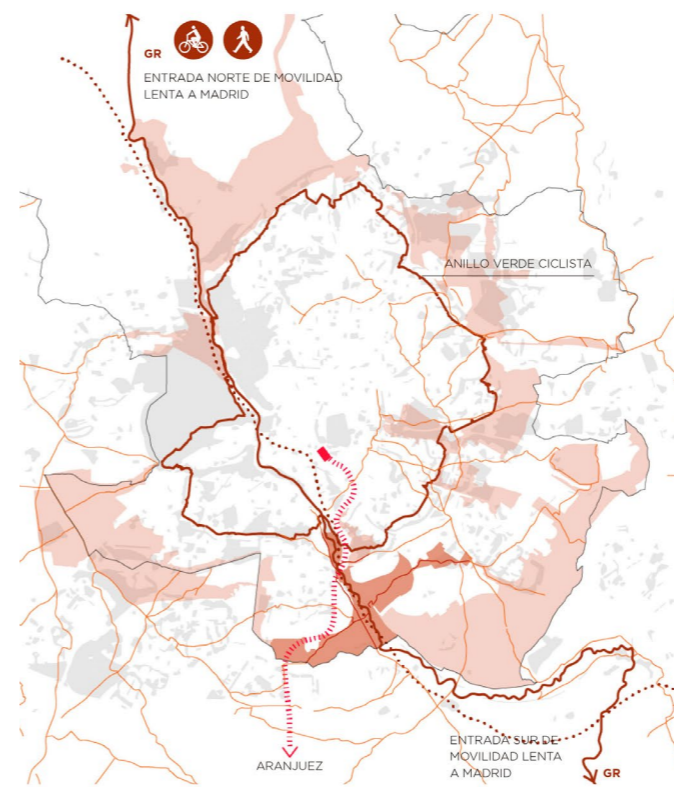 GR
ENTRADA NORTE DE MOVILIDAD
LENTA A MADRID
ANILLO VERDE CICLISTA
ARANJUEZ
ENTRADA SUR DE
MOVILIDAD LENTA
A MADRID
GR